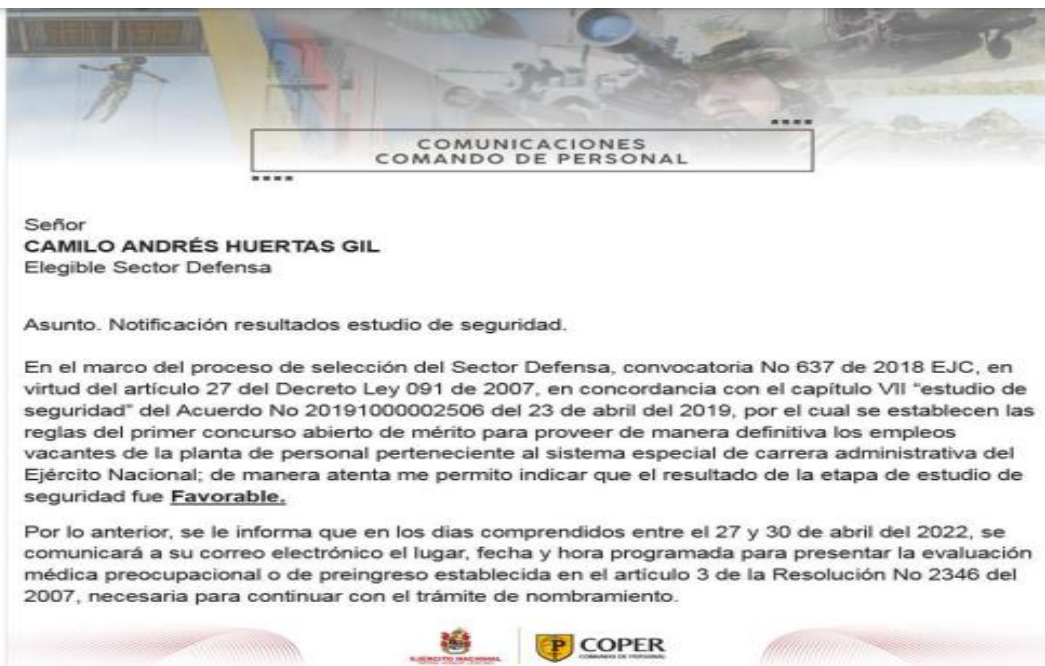 COMUNICACIONES
COMANDO DE PERSONAL
Señor
CAMILO ANDRÉS HUERTAS GIL
Elegible Sector Defensa
Asunto. Notificación resultados estudio de seguridad.
En el marco del proceso de selección del Sector Defensa, convocatoria No 637 de 2018 EJC, en
virtud del artículo 27 del Decreto Ley 091 de 2007, en concordancia con el capítulo VII “estudio de
seguridad” del Acuerdo No 20191000002506 del 23 de abril del 2019, por el cual se establecen las
reglas del primer concurso abierto de mérito para proveer de manera definitiva los empleos
vacantes de la planta de personal perteneciente al sistema especial de carrera administrativa del
Ejército Nacional; de manera atenta me permito indicar que el resultado de la etapa de estudio de
seguridad fue Favorable.
Por lo anterior, se le informa que en los días comprendidos entre el 27 y 30 de abril del 2022, se
comunicará a su correo electrónico el lugar, fecha y hora programada para presentar la evaluación
médica preocupacional o de preingreso establecida en el artículo 3 de la Resolución No 2346 del
2007, necesaria para continuar con el trámite de nombramiento.
EJÉRCITO NACIONAL
COPER
COMANDO DE PERSONAL